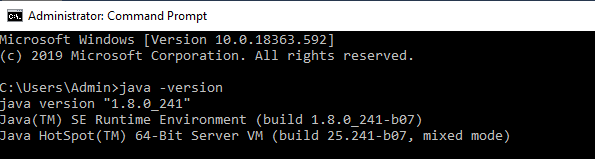 Administrator: Command Prompt
Microsoft Windows [Version 10.0.18363.592]
(c) 2019 Microsoft Corporation. All rights reserved.
C:\Users\Admin>java -version
java version "1.8.0_241"
Java(TM) SE Runtime Environment (build 1.8.0_241-b07)
Java HotSpot(TM) 64-Bit Server VM (build 25.241-b07, mixed mode)